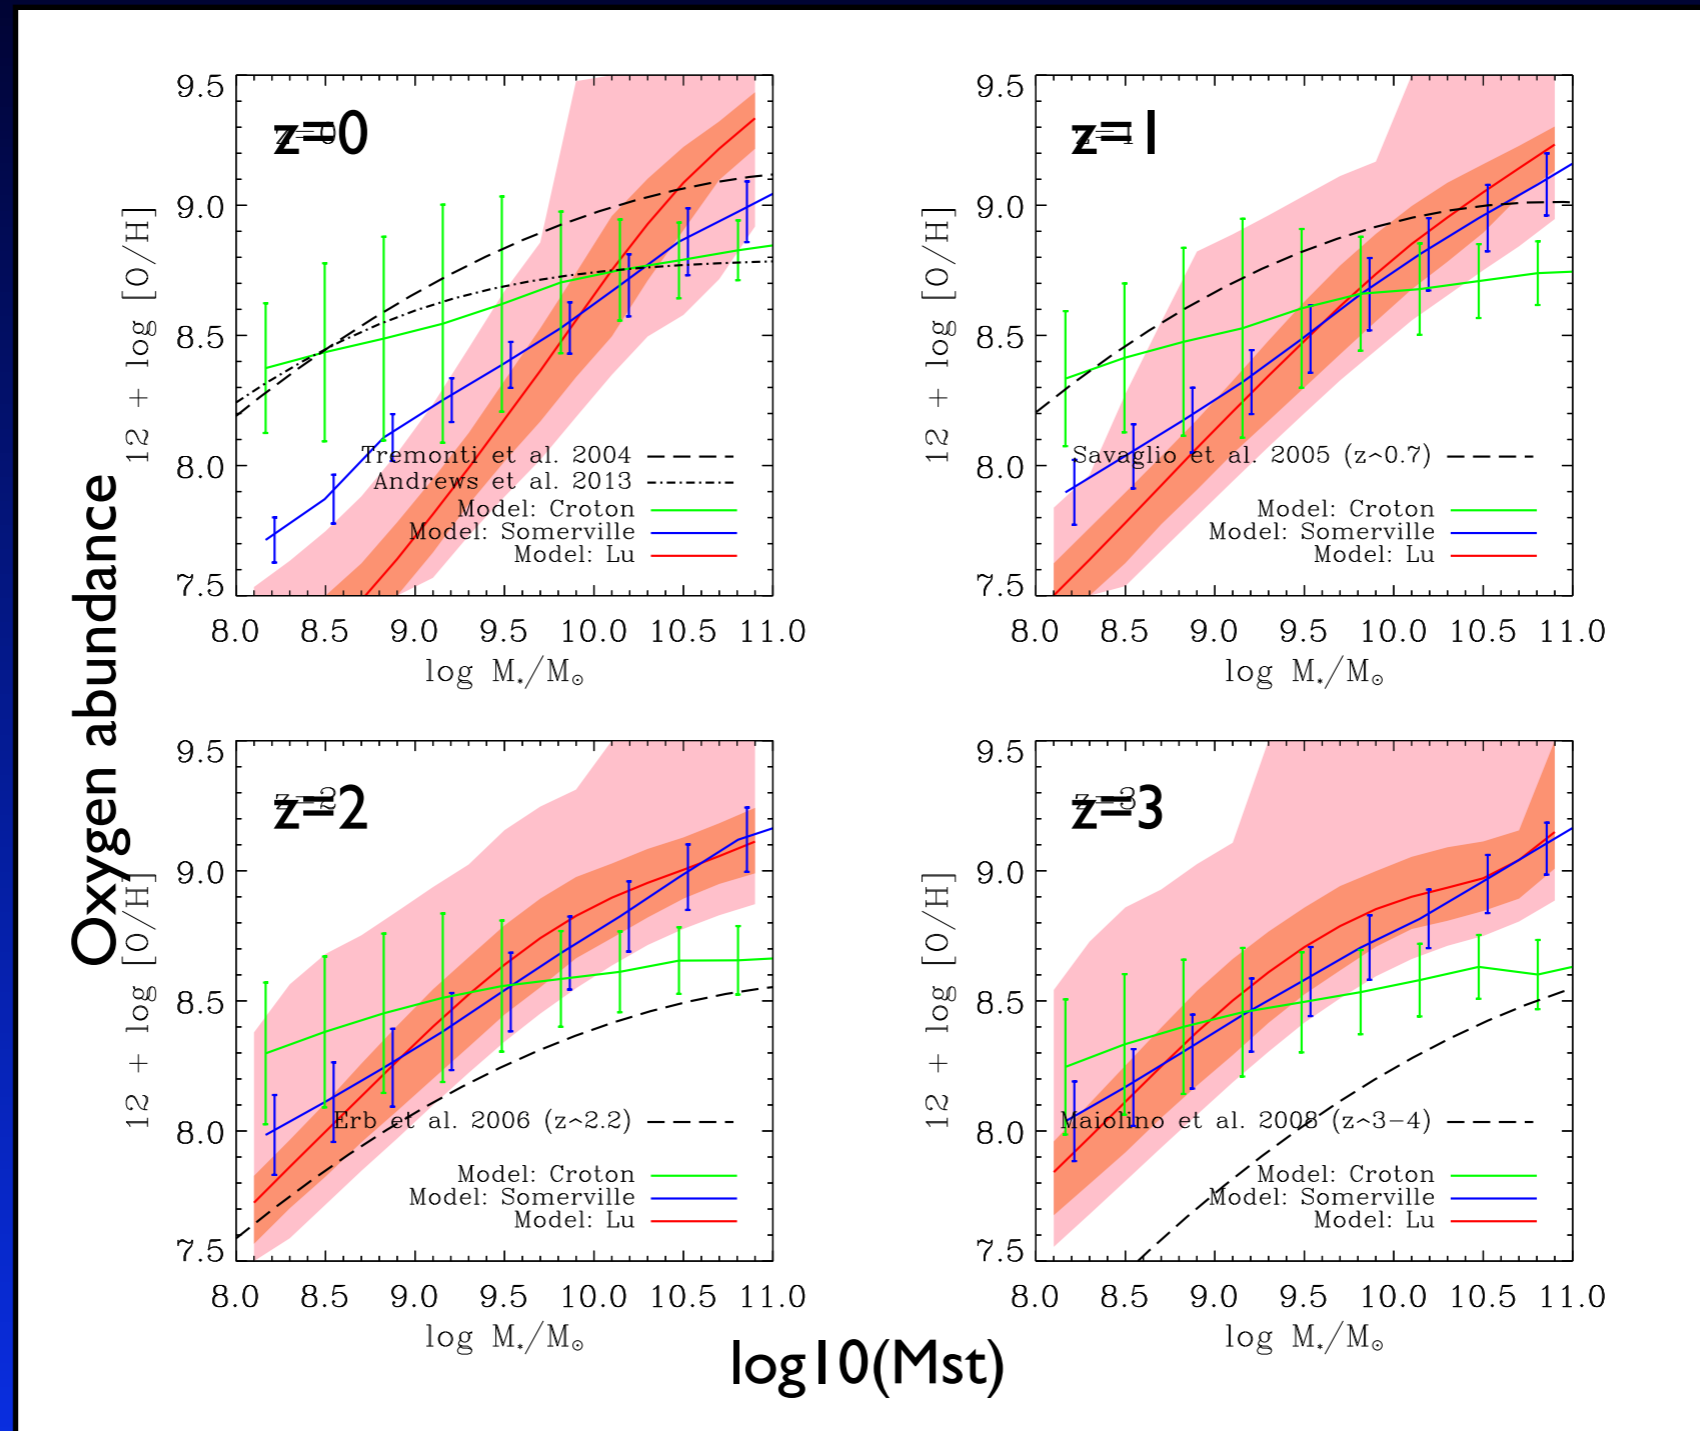 z=0
z=0
9.5
9.0
8.5
8.0
7.5
12 + log [O/H]
Tremonti et al. 2004
Andrews et al. 2013
Model: Croton
Model: Somerville
Model: Lu
8.0 8.5 9.0 9.5 10.0 10.5 11.0
log M*/M☉
z=1
z=1
9.5
9.0
8.5
8.0
7.5
12 + log [O/H]
Savaglio et al. 2005 (z~0.7)
Model: Croton
Model: Somerville
Model: Lu
8.0 8.5 9.0 9.5 10.0 10.5 11.0
log M*/M☉
Oxygen abundance
z=2
z=2
9.5
9.0
8.5
8.0
7.5
12 + log [O/H]
Erb et al. 2006 (z~2.2)
Model: Croton
Model: Somerville
Model: Lu
8.0 8.5 9.0 9.5 10.0 10.5 11.0
log M*/M☉
z=3
z=3
9.5
9.0
8.5
8.0
7.5
12 + log [O/H]
Maiolino et al. 2008 (z~3-4)
Model: Croton
Model: Somerville
Model: Lu
8.0 8.5 9.0 9.5 10.0 10.5 11.0
log M*/M☉
log10(Mst)